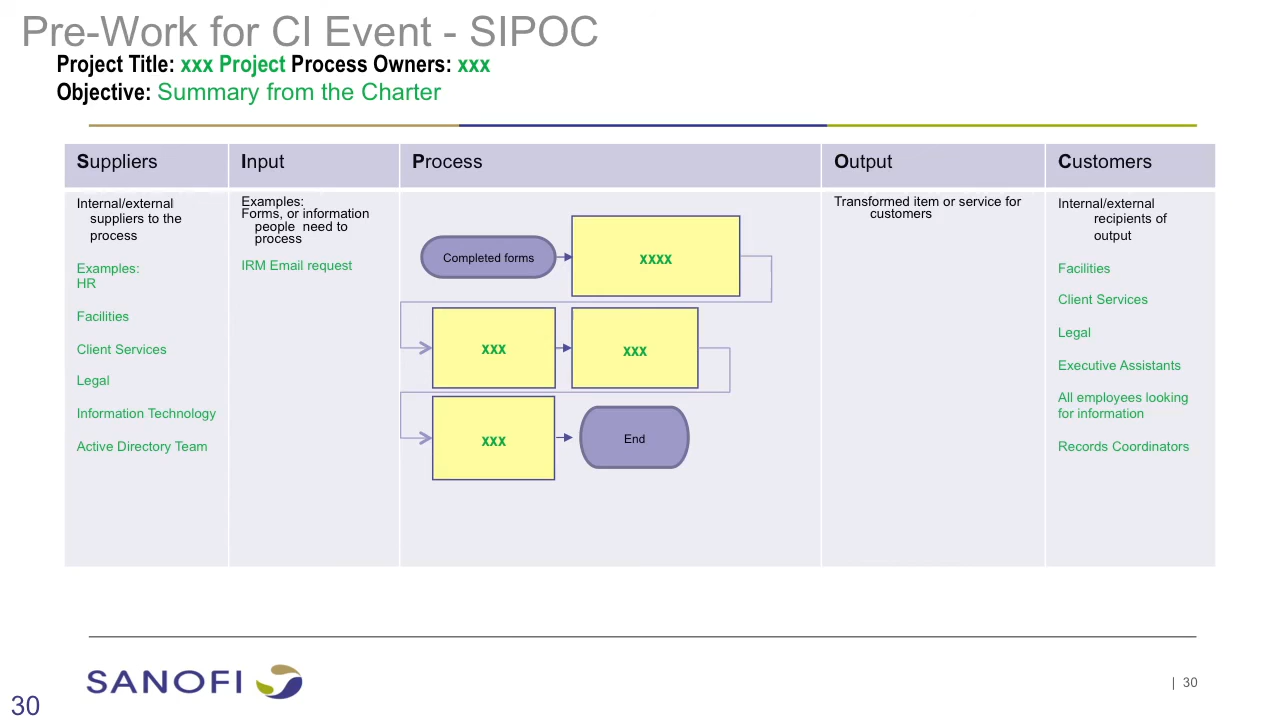 Pre-Work for CI Event - SIPOC
Project Title: xxx Project Process Owners: xxx
Objective: Summary from the Charter
Suppliers
Input
Process
Output
Customers
Internal/external
suppliers to the
process
Examples:
HR
Facilities
Client Services
Legal
Information Technology
Active Directory Team
Examples:
Forms, or information
people need to
process
IRM Email request
Completed forms
xxxx
xxx
xxx
xxx
End
Transformed item or service for
customers
Internal/external
recipients of
output
Facilities
Client Services
Legal
Executive Assistants
All employees looking
for information
Records Coordinators
SANOFI
| 30
30